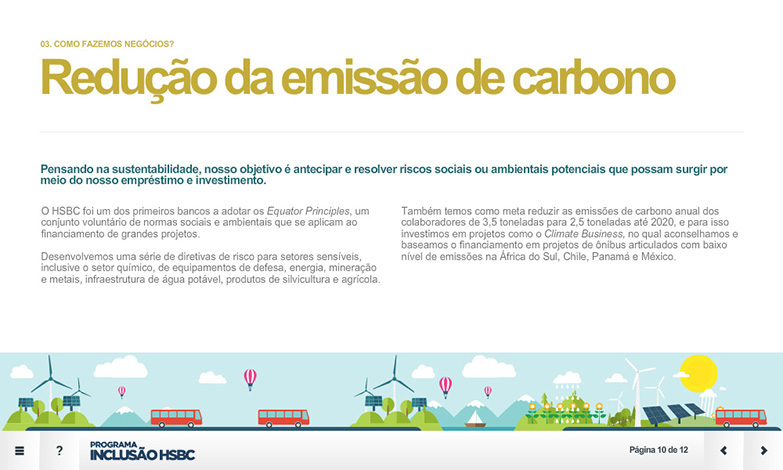 03. COMO FAZEMOS NEGÓCIOS?
Redução da emissão de carbono
Pensando na sustentabilidade, nosso objetivo é antecipar e resolver riscos sociais ou ambientais potenciais que possam surgir por
meio do nosso empréstimo e investimento.
O HSBC foi um dos primeiros bancos a adotar os Equator Principles, um
conjunto voluntário de normas sociais e ambientais que se aplicam ao
financiamento de grandes projetos.
Desenvolvemos uma série de diretivas de risco para setores sensíveis,
inclusive o setor químico, de equipamentos de defesa, energia, mineração
e metais, infraestrutura de água potável, produtos de silvicultura e agrícola.
Também temos como meta reduzir as emissões de carbono anual dos
colaboradores de 3,5 toneladas para 2,5 toneladas até 2020, e para isso
investimos em projetos como o Climate Business, no qual aconselhamos e
baseamos o financiamento em projetos de ônibus articulados com baixo
nível de emissões na África do Sul, Chile, Panamá e México.
?
PROGRAMA
INCLUSÃO HSBC
Página 10 de 12